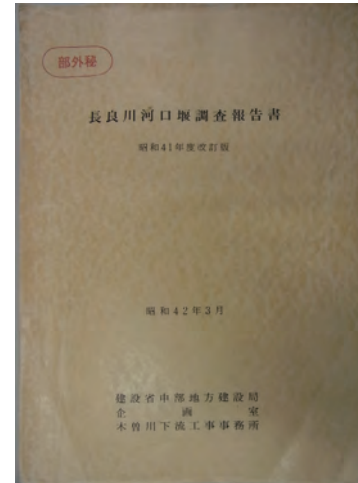 部外秘
長良川河口堰調査報告書
昭和41年度改訂版
昭和42年3月
建設省中部地方建設局
企画室
木曽川下流工事事務所